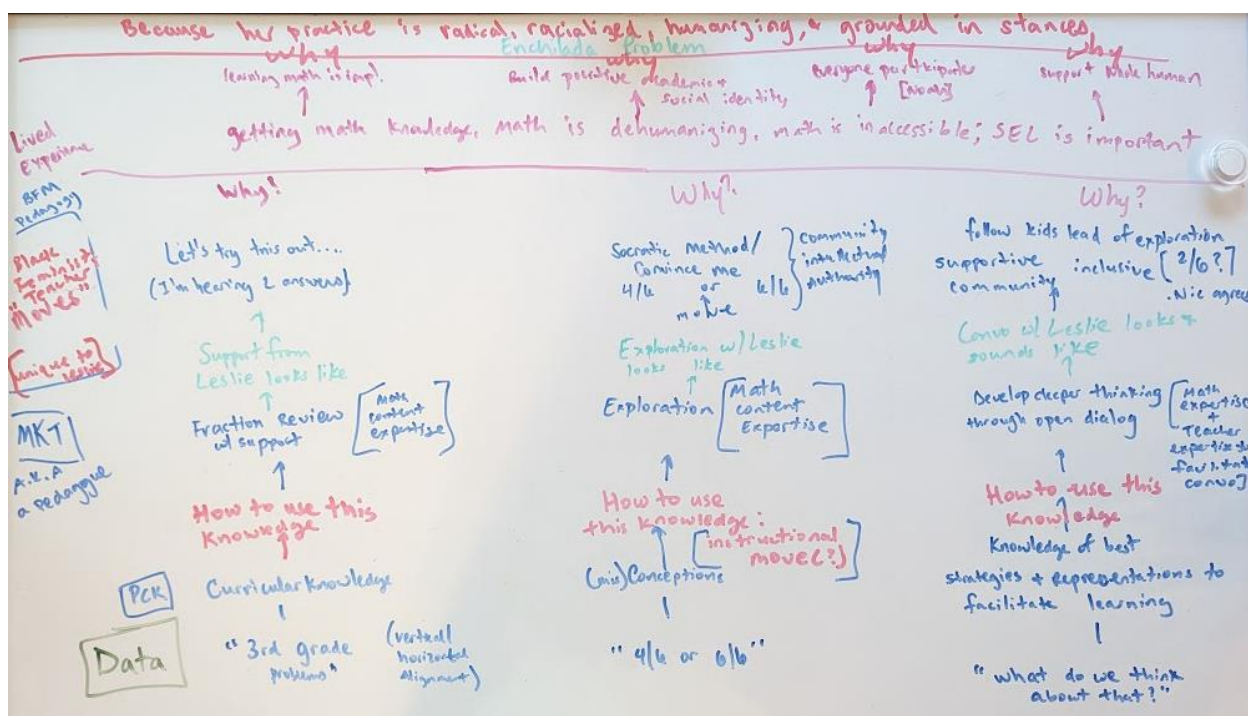 Because her practice is radical, racialized, humanizing, & grounded in stances,
Enchilada Problem
why why why why
learning math is impl.
Build positive academic +
social identity,
everyone participates
[Noah]
support whole human
getting math knowledge, math is dehumanizing, math is inaccessible; SEL is important
Lived
Experience
BFM
Pedagogy
Black
Feminist
"Teacher
Moves"
[unique to
Leslie]
MKT
A.K.A
a pedagogue
PCK
Data
Why?
Let's try this out....
(I'm hearing 2 answers)
Support from
Leslie looks like
Fraction Review
w/ support
[Math
content
expertise]
How to use this
Knowledge
Curricular Knowledge
"3rd grade
problems"
(vertical/
horizontal
Alignment)
Why?
Socratic method/
Convince me
4/6 or 6/6
move
community
intellectual
Authority
Exploration w/ Leslie
looks like
Exploration
[Math
content
Expertise]
How to use
this knowledge:
[instructional
move(?)]
(mis)Conceptions
"4/6 or 6/6"
Why?
follow kids lead of exploration
supportive inclusive
community
[2/6?]
. Nic agrees
Convo w/ Leslie looks +
sounds like
Develop deeper thinking
through open dialog
[Math
expertise
+
Teacher
expertise to
facilitate
convo]
How to use this
Knowledge
Knowledge of best
strategies + Representations to
facilitate learning
"what do we think
about that?"